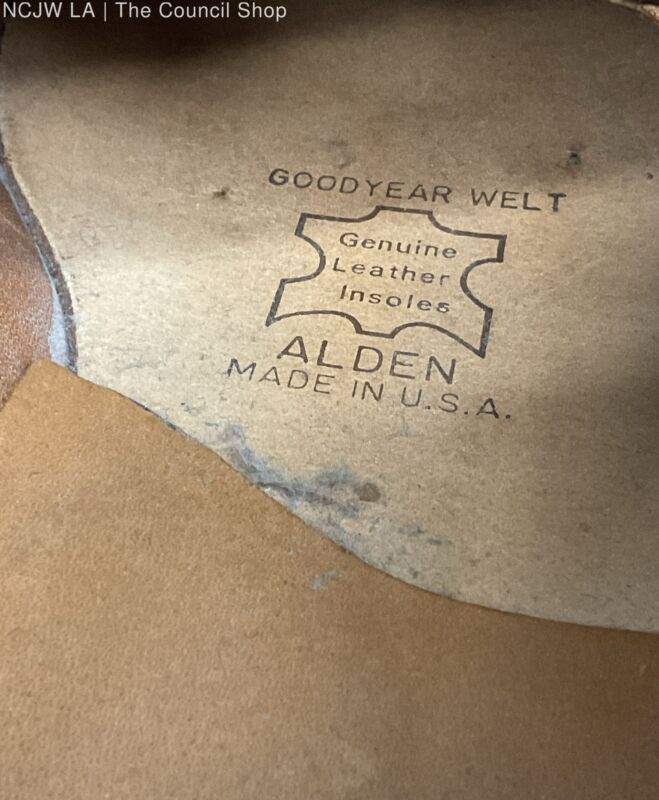 NCJW LA | The Council Shop
GOODYEAR WELT
Genuine
Leather
Insoles
ALDEN
MADE IN U.S.A.